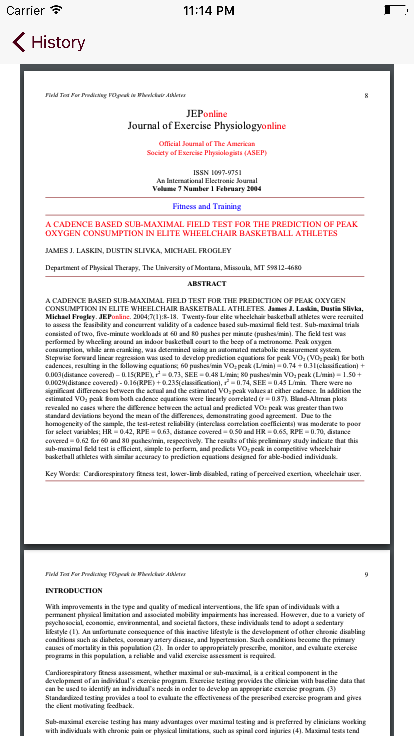 Carrier 11:14 PM
History
Field Test For Predicting VO2peak in Wheelchair Athletes 8
JEPonline
Journal of Exercise Physiologyonline
Official Journal of The American
Society of Exercise Physiologists (ASEP)
ISSN 1097-9751
An International Electronic Journal
Volume 7 Number 1 February 2004
Fitness and Training
A CADENCE BASED SUB-MAXIMAL FIELD TEST FOR THE PREDICTION OF PEAK
OXYGEN CONSUMPTION IN ELITE WHEELCHAIR BASKETBALL ATHLETES
JAMES J. LASKIN, DUSTIN SLIVKA, MICHAEL FROGLEY
Department of Physical Therapy, The University of Montana, Missoula, MT 59812-4680
ABSTRACT
A CADENCE BASED SUB-MAXIMAL FIELD TEST FOR THE PREDICTION OF PEAK OXYGEN
CONSUMPTION IN ELITE WHEELCHAIR BASKETBALL ATHLETES. James J. Laskin, Dustin Slivka,
Michael Frogley. JEPonline. 2004;7(1):8-18. Twenty-four elite wheelchair basketball athletes were recruited
to assess the feasibility and concurrent validity of a cadence based sub-maximal field test. Sub-maximal trials
consisted of two, five-minute workloads at 60 and 80 pushes per minute (pushes/min). The field test was
performed by wheeling around an indoor basketball court to the beep of a metronome. Peak oxygen
consumption, while arm cranking, was determined using an automated metabolic measurement system.
Stepwise forward linear regression was used to develop prediction equations for peak VO2 (VO2 peak) for both
cadences, resulting in the following equations; 60 pushes/min VO2 peak (L/min) = 0.74 + 0.31(classification) +
0.003(distance covered) – 0.15(RPE), r² = 0.73, SEE = 0.48 L/min; 80 pushes/min VO2 peak (L/min) = 1.50 +
0.0029(distance covered) - 0.16(RPE) + 0.235(classification), r² = 0.74, SEE = 0.45 L/min. There were no
significant differences between the actual and the estimated VO2 peak values at either cadence. In addition the
estimated VO2 peak from both cadence equations were linearly correlated (r = 0.87). Bland-Altman plots
revealed no cases where the difference between the actual and predicted VO2 peak was greater than two
standard deviations beyond the mean of the differences, demonstrating good agreement. Due to the
homogeneity of the sample, the test-retest reliability (interclass correlation coefficients) was moderate to poor
for select variables; HR = 0.42, RPE = 0.63, distance covered = 0.50 and HR = 0.65, RPE = 0.70, distance
covered = 0.62 for 60 and 80 pushes/min, respectively. The results of this preliminary study indicate that this
sub-maximal field test is efficient, simple to perform, and predicts VO2 peak in competitive wheelchair
basketball athletes with similar accuracy to prediction equations designed for able-bodied individuals.
Key Words: Cardiorespiratory fitness test, lower-limb disabled, rating of perceived exertion, wheelchair user.
Field Test For Predicting VO2peak in Wheelchair Athletes 9
INTRODUCTION
With improvements in the type and quality of medical interventions, the life span of individuals with a
permanent physical limitation and associated mobility impairments has increased. However, due to a variety of
psychosocial, economic, environmental, and societal factors, these individuals tend to adopt a sedentary
lifestyle (1). An unfortunate consequence of this inactive lifestyle is the development of other chronic disabling
conditions such as diabetes, coronary artery disease, and hypertension. Such conditions become the primary
causes of mortality in this population (2). In order to appropriately prescribe, monitor, and evaluate exercise
programs in this population, a reliable and valid exercise assessment is required.
Cardiorespiratory fitness assessment, whether maximal or sub-maximal, is a critical component in the
development of an individual's exercise program. Exercise testing provides the clinician with baseline data that
can be used to identify an individual's needs in order to develop an appropriate exercise program. (3)
Standardized testing provides a tool to evaluate the effectiveness of the prescribed exercise program and gives
the client motivating feedback.
Sub-maximal exercise testing has many advantages over maximal testing and is preferred by clinicians working
with individuals with chronic pain or physical limitations, such as spinal cord injuries (4). Maximal tests tend